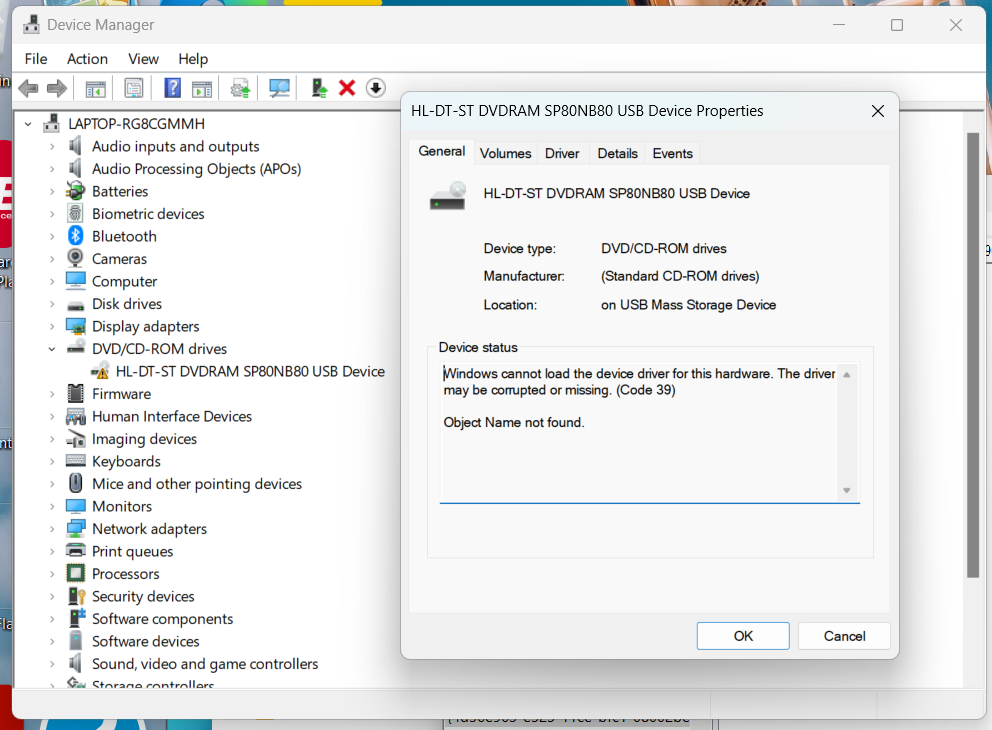 Device Manager
File Action View Help
LAPTOP-RG8CGMMH
Audio inputs and outputs
Audio Processing Objects (APOs)
Batteries
Biometric devices
Bluetooth
Cameras
Computer
Disk drives
Display adapters
DVD/CD-ROM drives
HL-DT-ST DVDRAM SP80NB80 USB Device
Firmware
Human Interface Devices
Imaging devices
Keyboards
Mice and other pointing devices
Monitors
Network adapters
Print queues
Processors
Security devices
Software components
Software devices
Sound, video and game controllers
Storage controllers
HL-DT-ST DVDRAM SP80NB80 USB Device Properties
General Volumes Driver Details Events
HL-DT-ST DVDRAM SP80NB80 USB Device
Device type: DVD/CD-ROM drives
Manufacturer: (Standard CD-ROM drives)
Location: on USB Mass Storage Device
Device status
Windows cannot load the device driver for this hardware. The driver
may be corrupted or missing. (Code 39)
Object Name not found.
OK Cancel